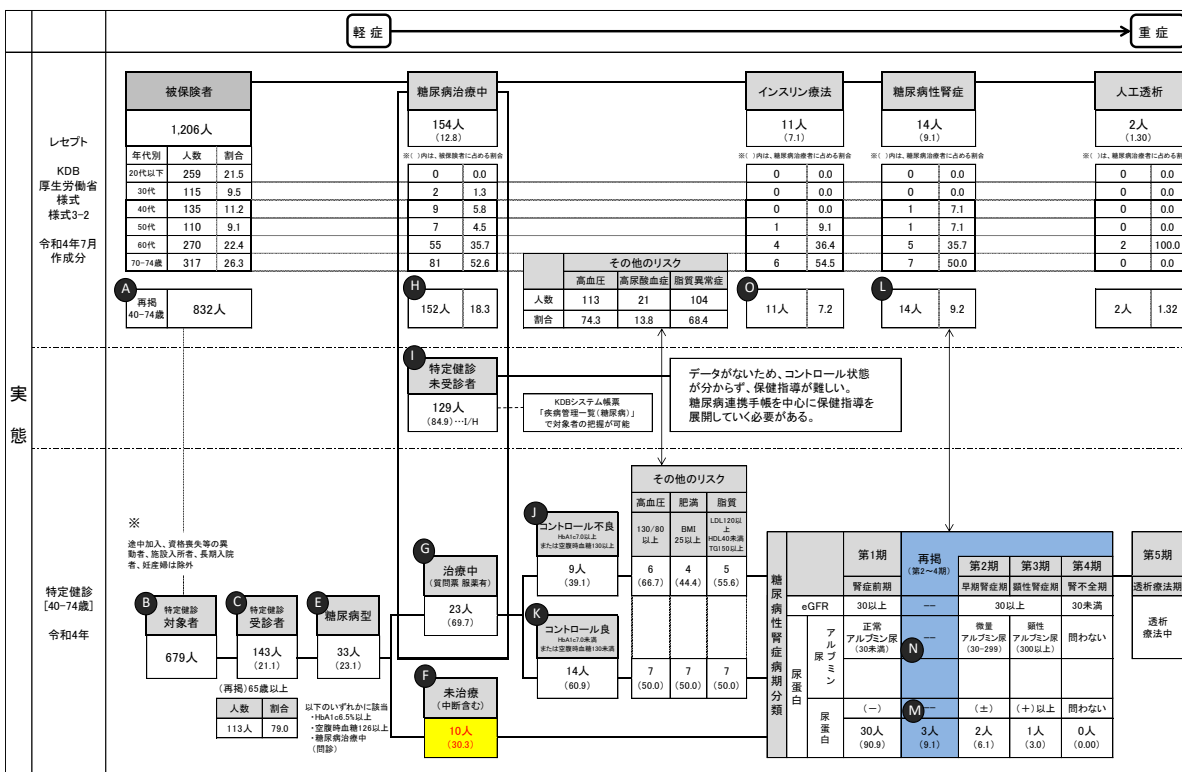 軽症
重症
実態
レセプト
KDB
厚生労働省
様式
様式3-2
令和4年7月
作成分
被保険者
1,206人
年代別 人数 割合
20代以下 259 21.5
30代 115 9.5
40代 135 11.2
50代 110 9.1
60代 270 22.4
70-74歳 317 26.3
A
再掲
40-74歳
832人
糖尿病治療中
154人
(12.8)
※( )内は、被保険者に占める割合
0 0.0
2 1.3
9 5.8
7 4.5
55 35.7
81 52.6
H
152人 18.3
その他のリスク
高血圧 高尿酸血症 脂質異常症
人数 113 21 104
割合 74.3 13.8 68.4
インスリン療法
11人
(7.1)
※( )内は、糖尿病治療者に占める割合
0 0.0
0 0.0
0 0.0
1 9.1
4 36.4
6 54.5
O
11人 7.2
糖尿病性腎症
14人
(9.1)
※( )内は、糖尿病治療者に占める割合
0 0.0
0 0.0
1 7.1
1 7.1
5 35.7
7 50.0
L
14人 9.2
人工透析
2人
(1.30)
※( )内は、糖尿病治療者に占める割
0 0.0
0 0.0
0 0.0
0 0.0
2 100.0
0 0.0
2人 1.32
I
特定健診
未受診者
129人
(84.9)…I/H
KDBシステム帳票
「疾病管理一覧(糖尿病)」
で対象者の把握が可能
データがないため、コントロール状態
が分からず、保健指導が難しい。
糖尿病連携手帳を中心に保健指導を
展開していく必要がある。
特定健診
[40-74歳]
令和4年
※
途中加入、資格喪失等の異
動者、施設入所者、長期入院
者、妊産婦は除外
B
特定健診
対象者
679人
C
特定健診
受診者
143人
(21.1)
(再掲)65歳以上
人数 割合
113人 79.0
E
糖尿病型
33人
(23.1)
以下のいずれかに該当
・HbA1c6.5%以上
・空腹時血糖126以上
・糖尿病治療中
(問診)
G
治療中
(質問票 服薬有)
23人
(69.7)
F
未治療
(中断含む)
10人
(30.3)
J
コントロール不良
HbA1c7.0以上
または空腹時血糖130以上
9人
(39.1)
K
コントロール良
HbA1c7.0未満
または空腹時血糖130未満
14人
(60.9)
その他のリスク
高血圧 肥満 脂質
130/80
以上
BMI
25以上
LDL120以
上
HDL40未満
TG150以上
6 4 5
(66.7) (44.4) (55.6)
7 7 7
(50.0) (50.0) (50.0)
糖尿病性腎症病期分類
第1期 再掲
(第2~4期)
第2期 第3期 第4期
腎症前期 早期腎症期 顕性腎症期 腎不全期
eGFR 30以上 -- 30以上 30未満
尿蛋白
尿アルブミン
正常
アルブミン尿
(30未満)
--
N
微量
アルブミン尿
(30-299)
顕性
アルブミン尿
(300以上)
問わない
尿蛋白
(-) -- (±) (+)以上 問わない
M
30人 3人 2人 1人 0人
(90.9) (9.1) (6.1) (3.0) (0.00)
第5期
透析療法期
透析
療法中